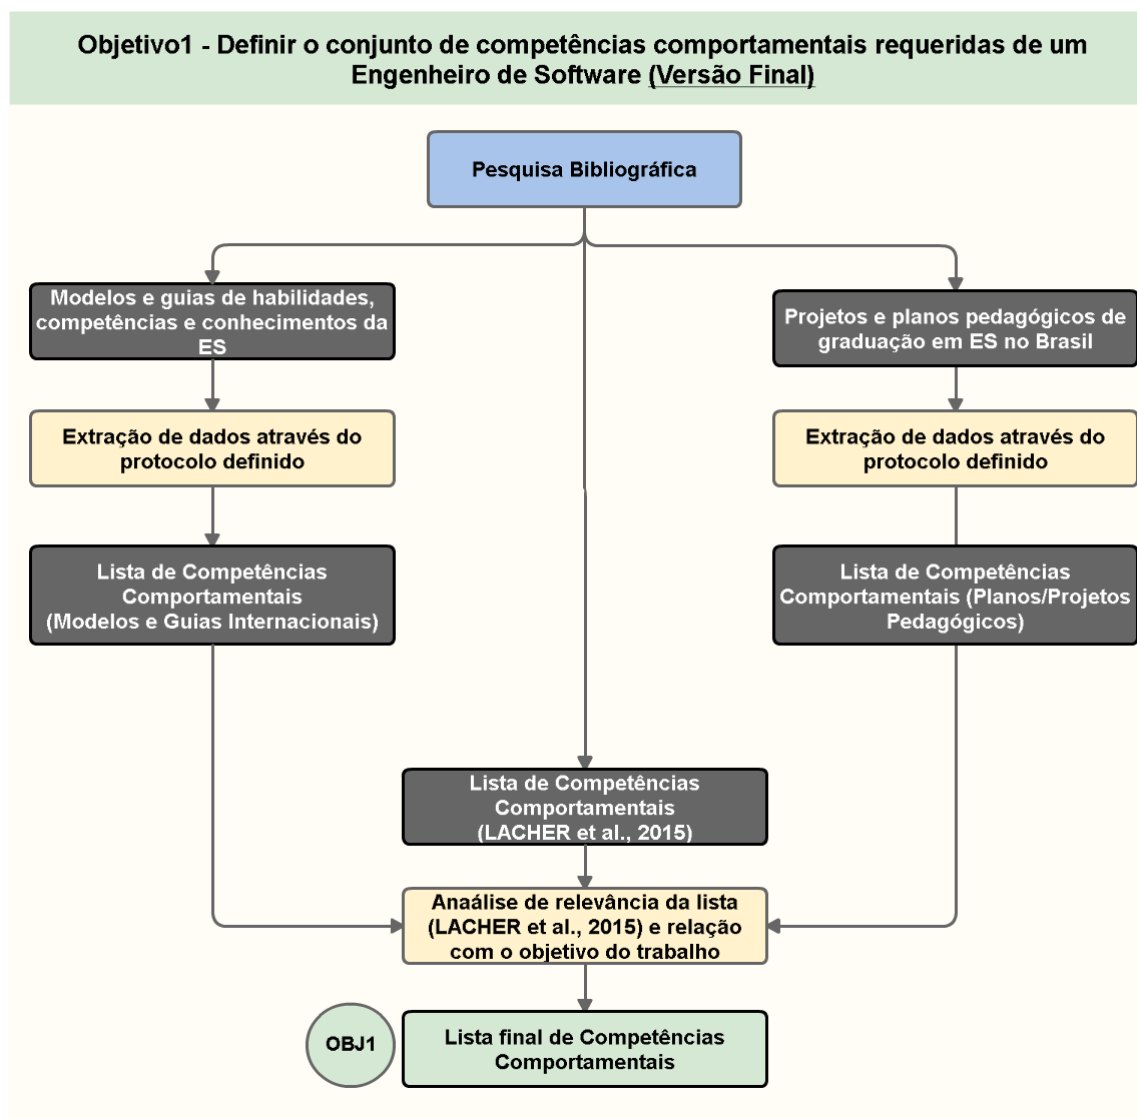 Objetivo1 - Definir o conjunto de competências comportamentais requeridas de um
Engenheiro de Software (Versão Final)
Pesquisa Bibliográfica
Modelos e guias de habilidades,
competências e conhecimentos da
ES
Projetos e planos pedagógicos de
graduação em ES no Brasil
Extração de dados através do
protocolo definido
Extração de dados através do
protocolo definido
Lista de Competências
Comportamentais
(Modelos e Guias Internacionais)
Lista de Competências
Comportamentais (Planos/Projetos
Pedagógicos)
Lista de Competências
Comportamentais
(LACHER et al., 2015)
Anaálise de relevância da lista
(LACHER et al., 2015) e relação
com o objetivo do trabalho
OBJ1
Lista final de Competências
Comportamentais